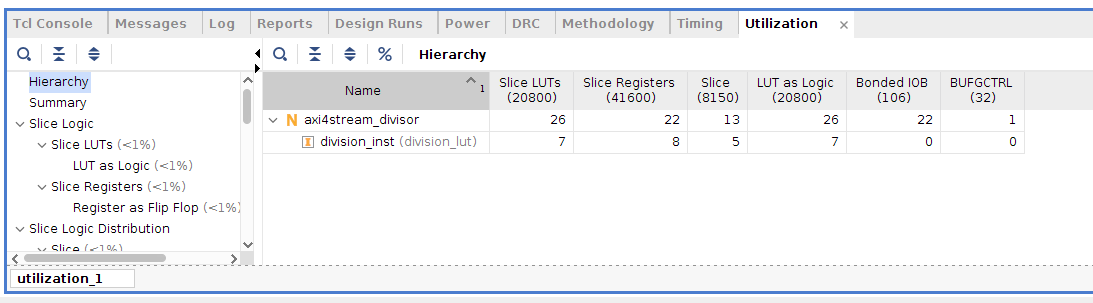 Tcl Console Messages Log Reports Design Runs Power DRC Methodology Timing Utilization ×
Hierarchy
Hierarchy
Summary
Slice Logic
Slice LUTs (<1%)
LUT as Logic (<1%)
Slice Registers (<1%)
Register as Flip Flop (<1%)
Slice Logic Distribution
Slice (<1%)
Name 1 Slice LUTs (20800) Slice Registers (41600) Slice (8150) LUT as Logic (20800) Bonded IOB (106) BUFGCTRL (32)
N axi4stream_divisor 26 22 13 26 22 1
I division_inst (division_lut) 7 8 5 7 0 0
utilization_1